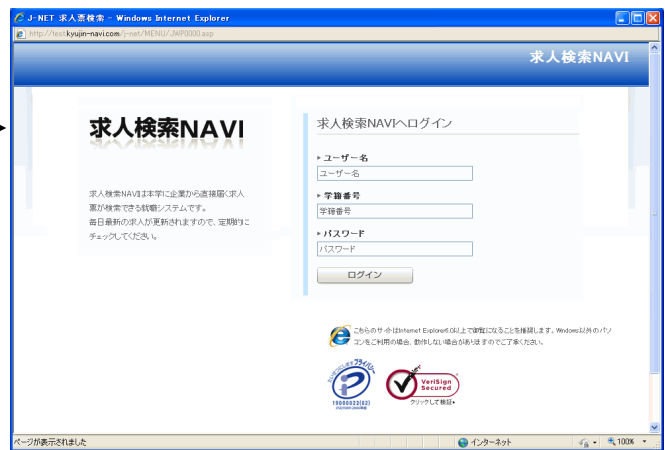 J-NET 求人票検索 - Windows Internet Explorer
http://test.kyujin-navi.com/j-net/MENU/JWP0000.asp
求人検索NAVI
求人検索NAVI
求人検索NAVIは本学に企業から直接届く求人
票が検索できる就職システムです。
毎日最新の求人が更新されますので、定期的に
チェックしてください。
求人検索NAVIへログイン
ユーザー名
ユーザー名
学籍番号
学籍番号
パスワード
パスワード
ログイン
こちらのサイトはInternet Explorer6.0以上で御覧になることを推奨します。Windows以外のパソ
コンをご利用の場合、動作しない場合がありますのでご了承ください。
プライバシー
VeriSign
Secured
クリックして検証
ページが表示されました
インターネット
100%